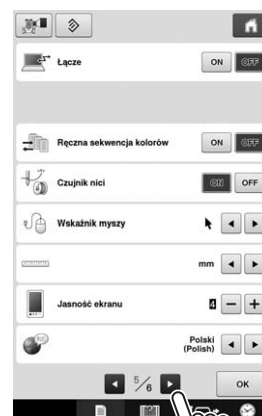 Łącze ON OFF
Ręczna sekwencja kolorów ON OFF
Czujnik nici ON OFF
Wskaźnik myszy
mm
Jasność ekranu 4 − +
Polski
(Polish)
5/6 OK